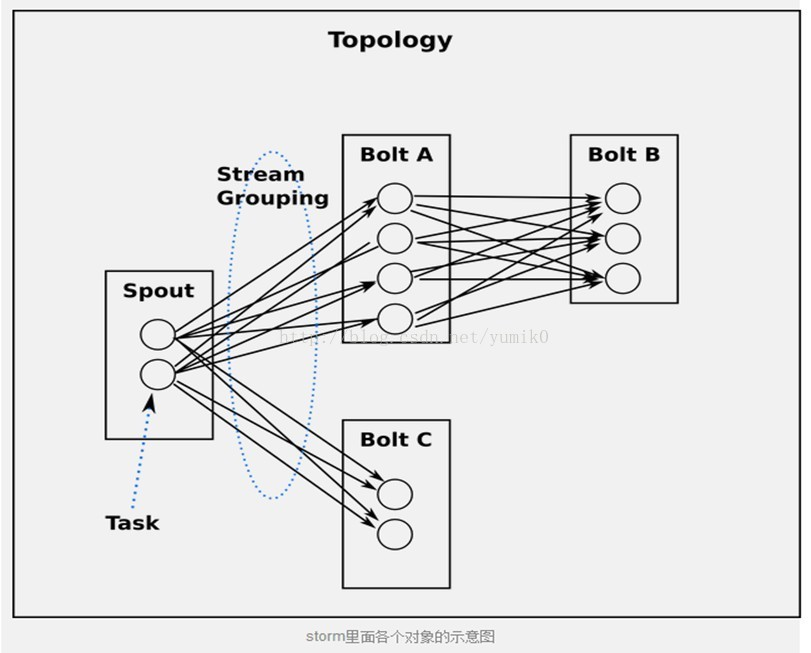 Topology
Stream
Grouping
Bolt A
Bolt B
Spout
http://blog.csdn.net/yumik0
Bolt C
Task
storm里面各个对象的示意图